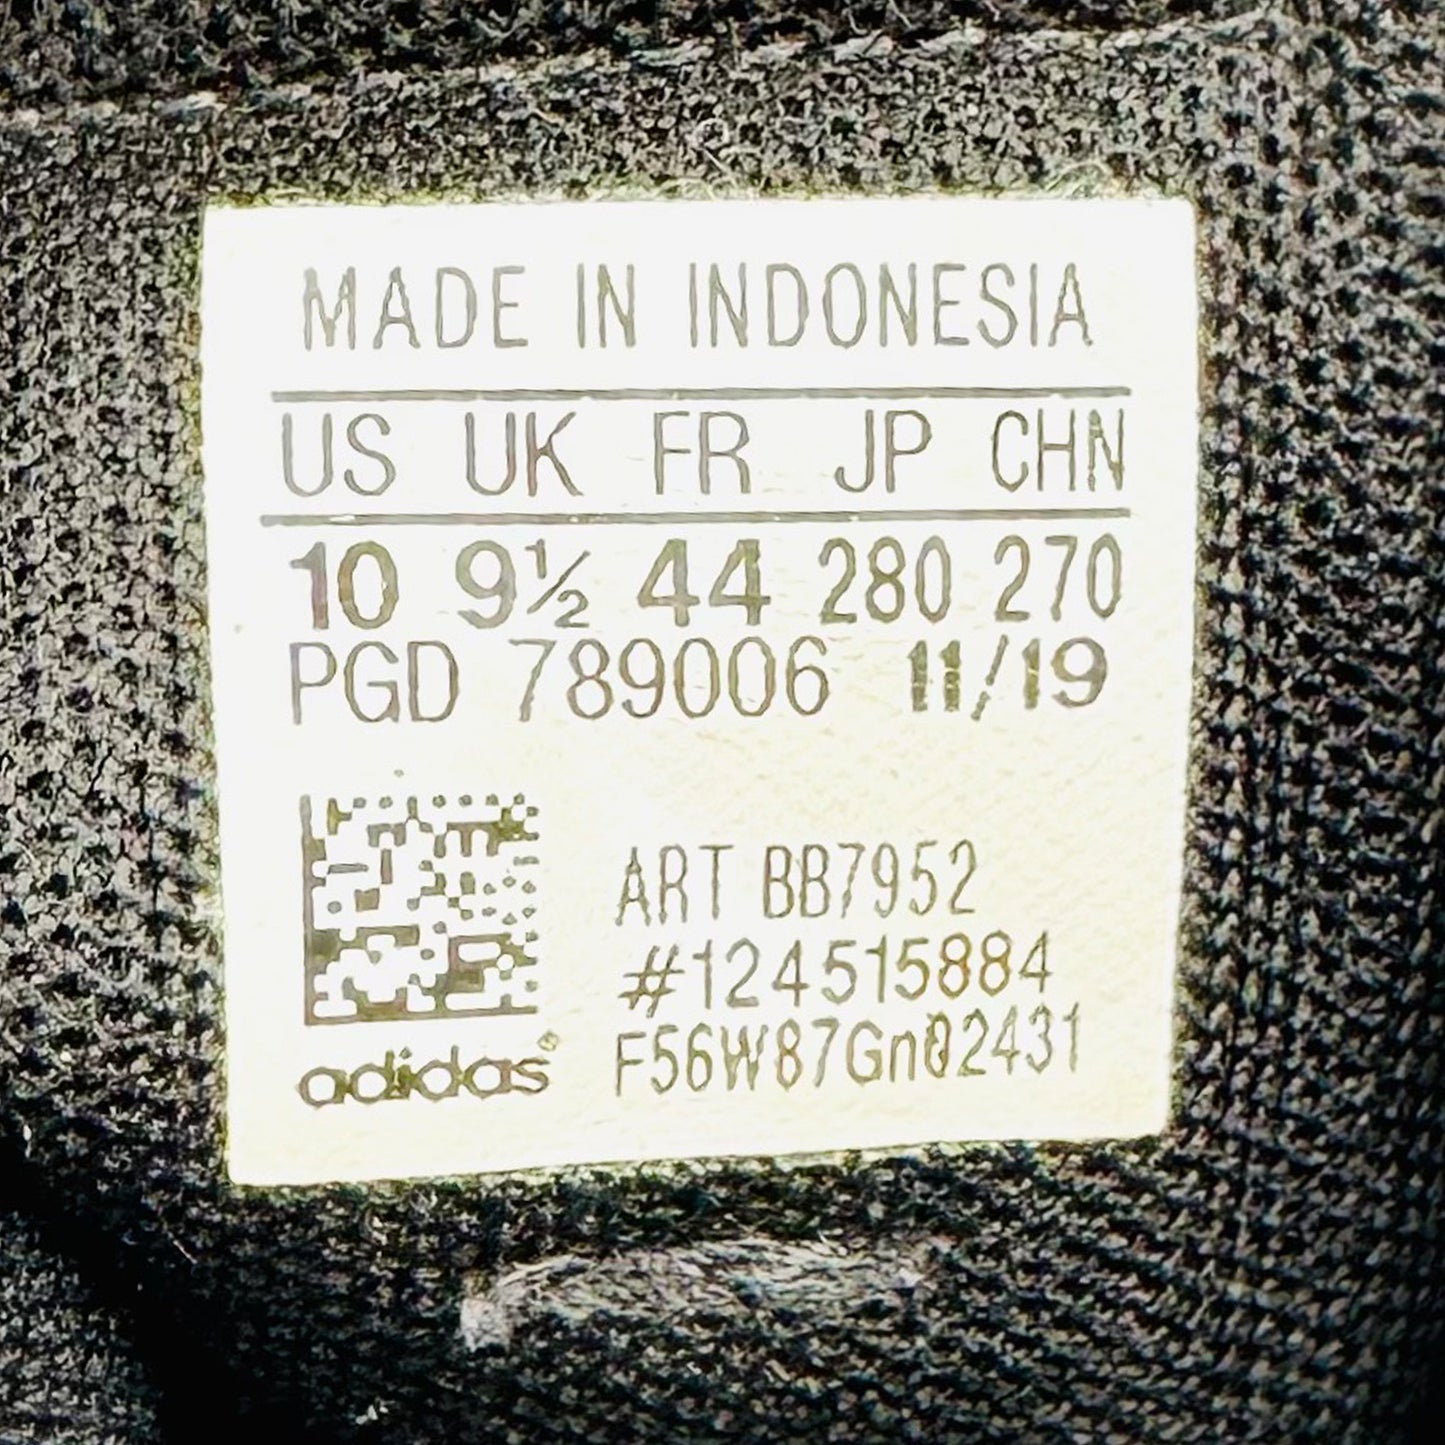 MADE IN INDONESIA
US UK FR JP CHN
10 9½ 44 280 270
PGD 789006 11/19
ART BB7952
#124515884
F56W87Gn02431
adidas